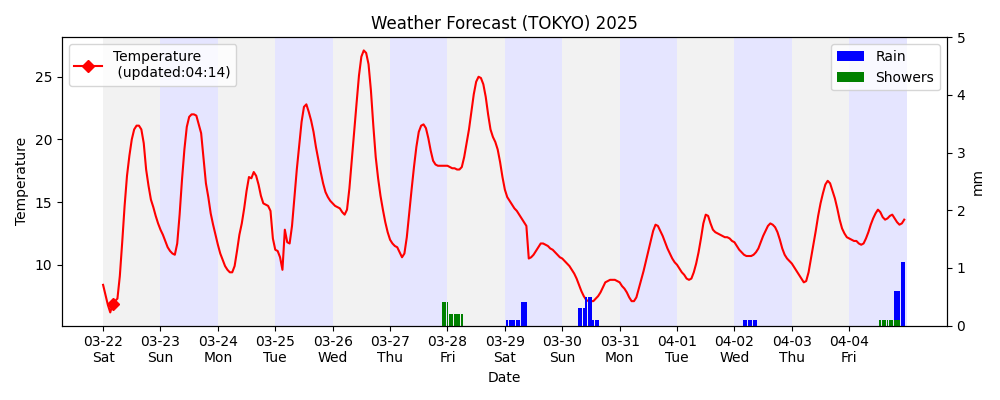 Weather Forecast (TOKYO) 2025
Temperature
(updated:04:14)
Rain
Showers
Temperature
25
20
15
10
5
4
3
2
1
0
mm
03-22 03-23 03-24 03-25 03-26 03-27 03-28 03-29 03-30 03-31 04-01 04-02 04-03 04-04
Sat Sun Mon Tue Wed Thu Fri Sat Sun Mon Tue Wed Thu Fri
Date